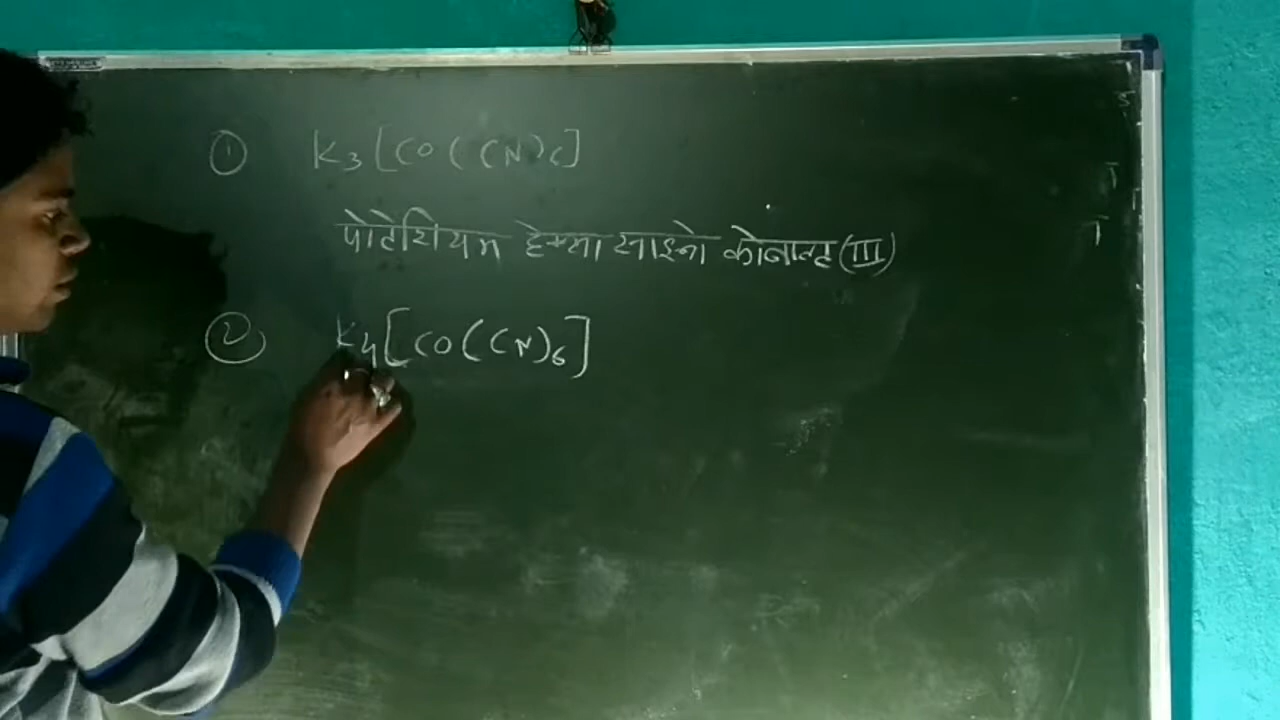 ① K3[CO(CN)6]
पोटेशियम हेक्सा साइनो कोबाल्ट (III)
② K4[CO(CN)6]